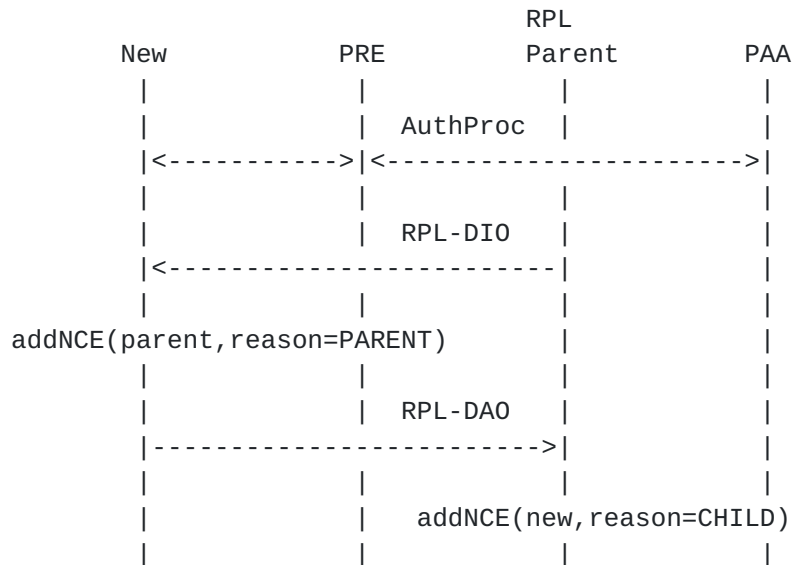 RPL
New PRE Parent PAA
AuthProc
RPL-DIO
addNCE(parent,reason=PARENT)
RPL-DAO
addNCE(new,reason=CHILD)